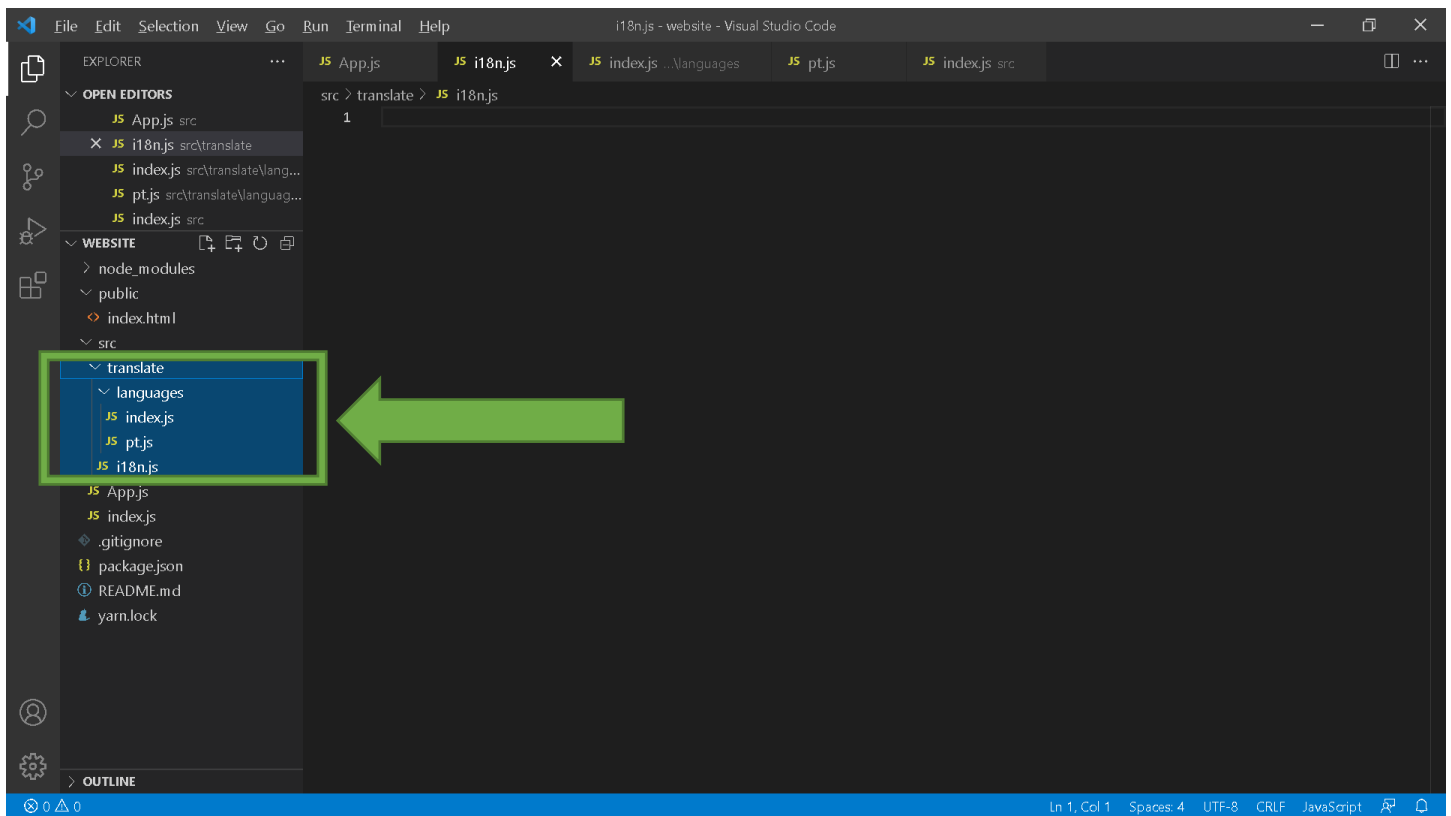 File Edit Selection View Go Run Terminal Help i18n.js - website - Visual Studio Code
EXPLORER ···
JS App.js JS i18n.js JS index.js ...\languages JS pt.js JS index.js src
OPEN EDITORS
src > translate > JS i18n.js
JS App.js src
1
JS i18n.js src\translate
JS index.js src\translate\lang...
JS pt.js src\translate\languag...
JS index.js src
WEBSITE
node_modules
public
<> index.html
src
translate
languages
JS index.js
JS pt.js
JS i18n.js
JS App.js
JS index.js
.gitignore
{} package.json
README.md
yarn.lock
OUTLINE
0 0 Ln 1, Col 1 Spaces: 4 UTF-8 CRLF JavaScript